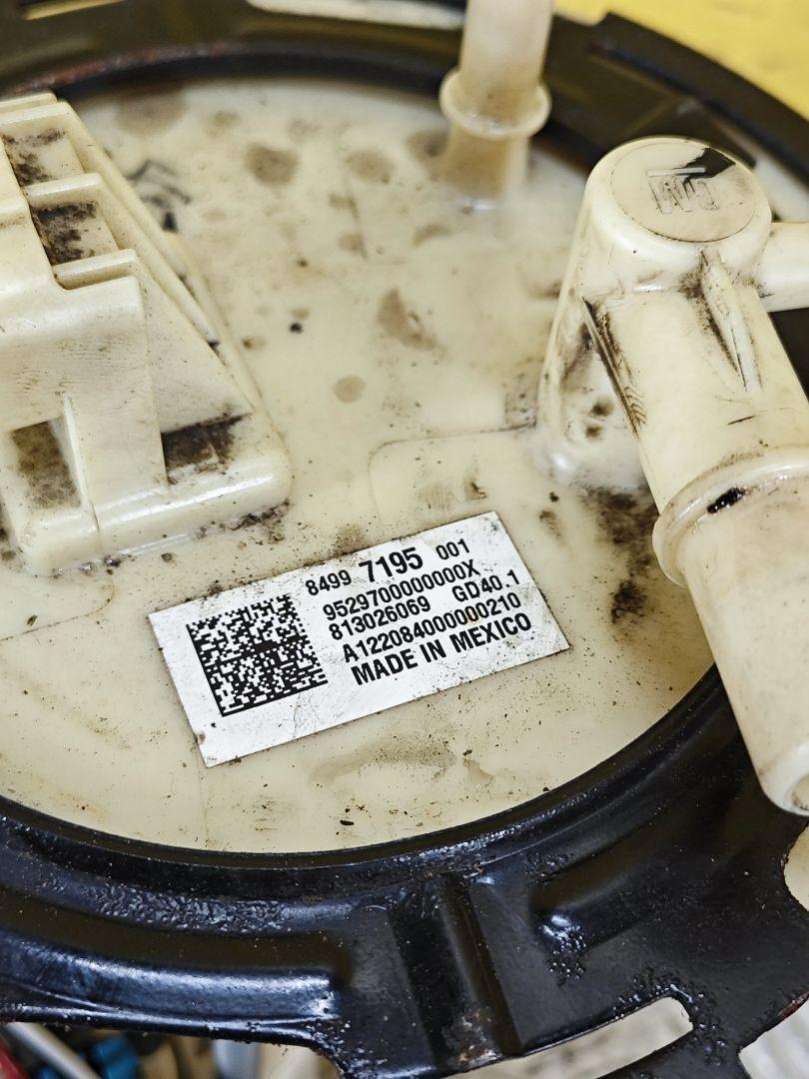 8499 7195 001
9529700000000X
813026069 GD40.1
A122084000000210
MADE IN MEXICO